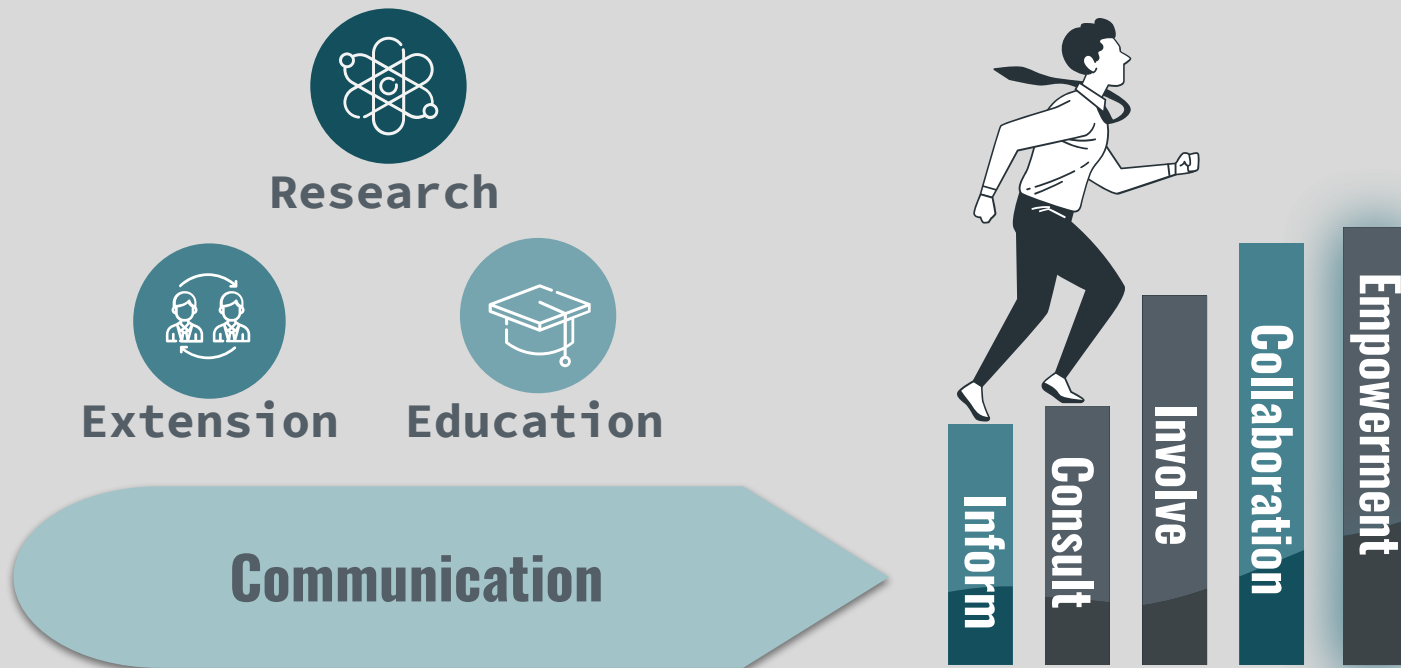 Research
Extension
Education
Communication
Inform
Consult
Involve
Collaboration
Empowerment